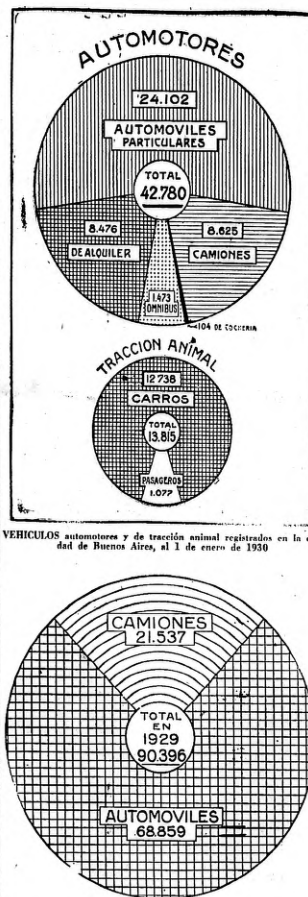 AUTOMOTORES
24.102
AUTOMOVILES
PARTICULARES
TOTAL
42.780
8.476
DE ALQUILER
8.625
CAMIONES
1.473
OMNIBUS
104 DE COCHERIA
TRACCION ANIMAL
12738
CARROS
TOTAL
13.815
PASAGEROS
1.077
VEHICULOS automotores y de tracción animal registrados en la
dad de Buenos Aires, al 1 de enero de 1930
CAMIONES
21.537
TOTAL
EN
1929
90.396
AUTOMOVILES
68.859